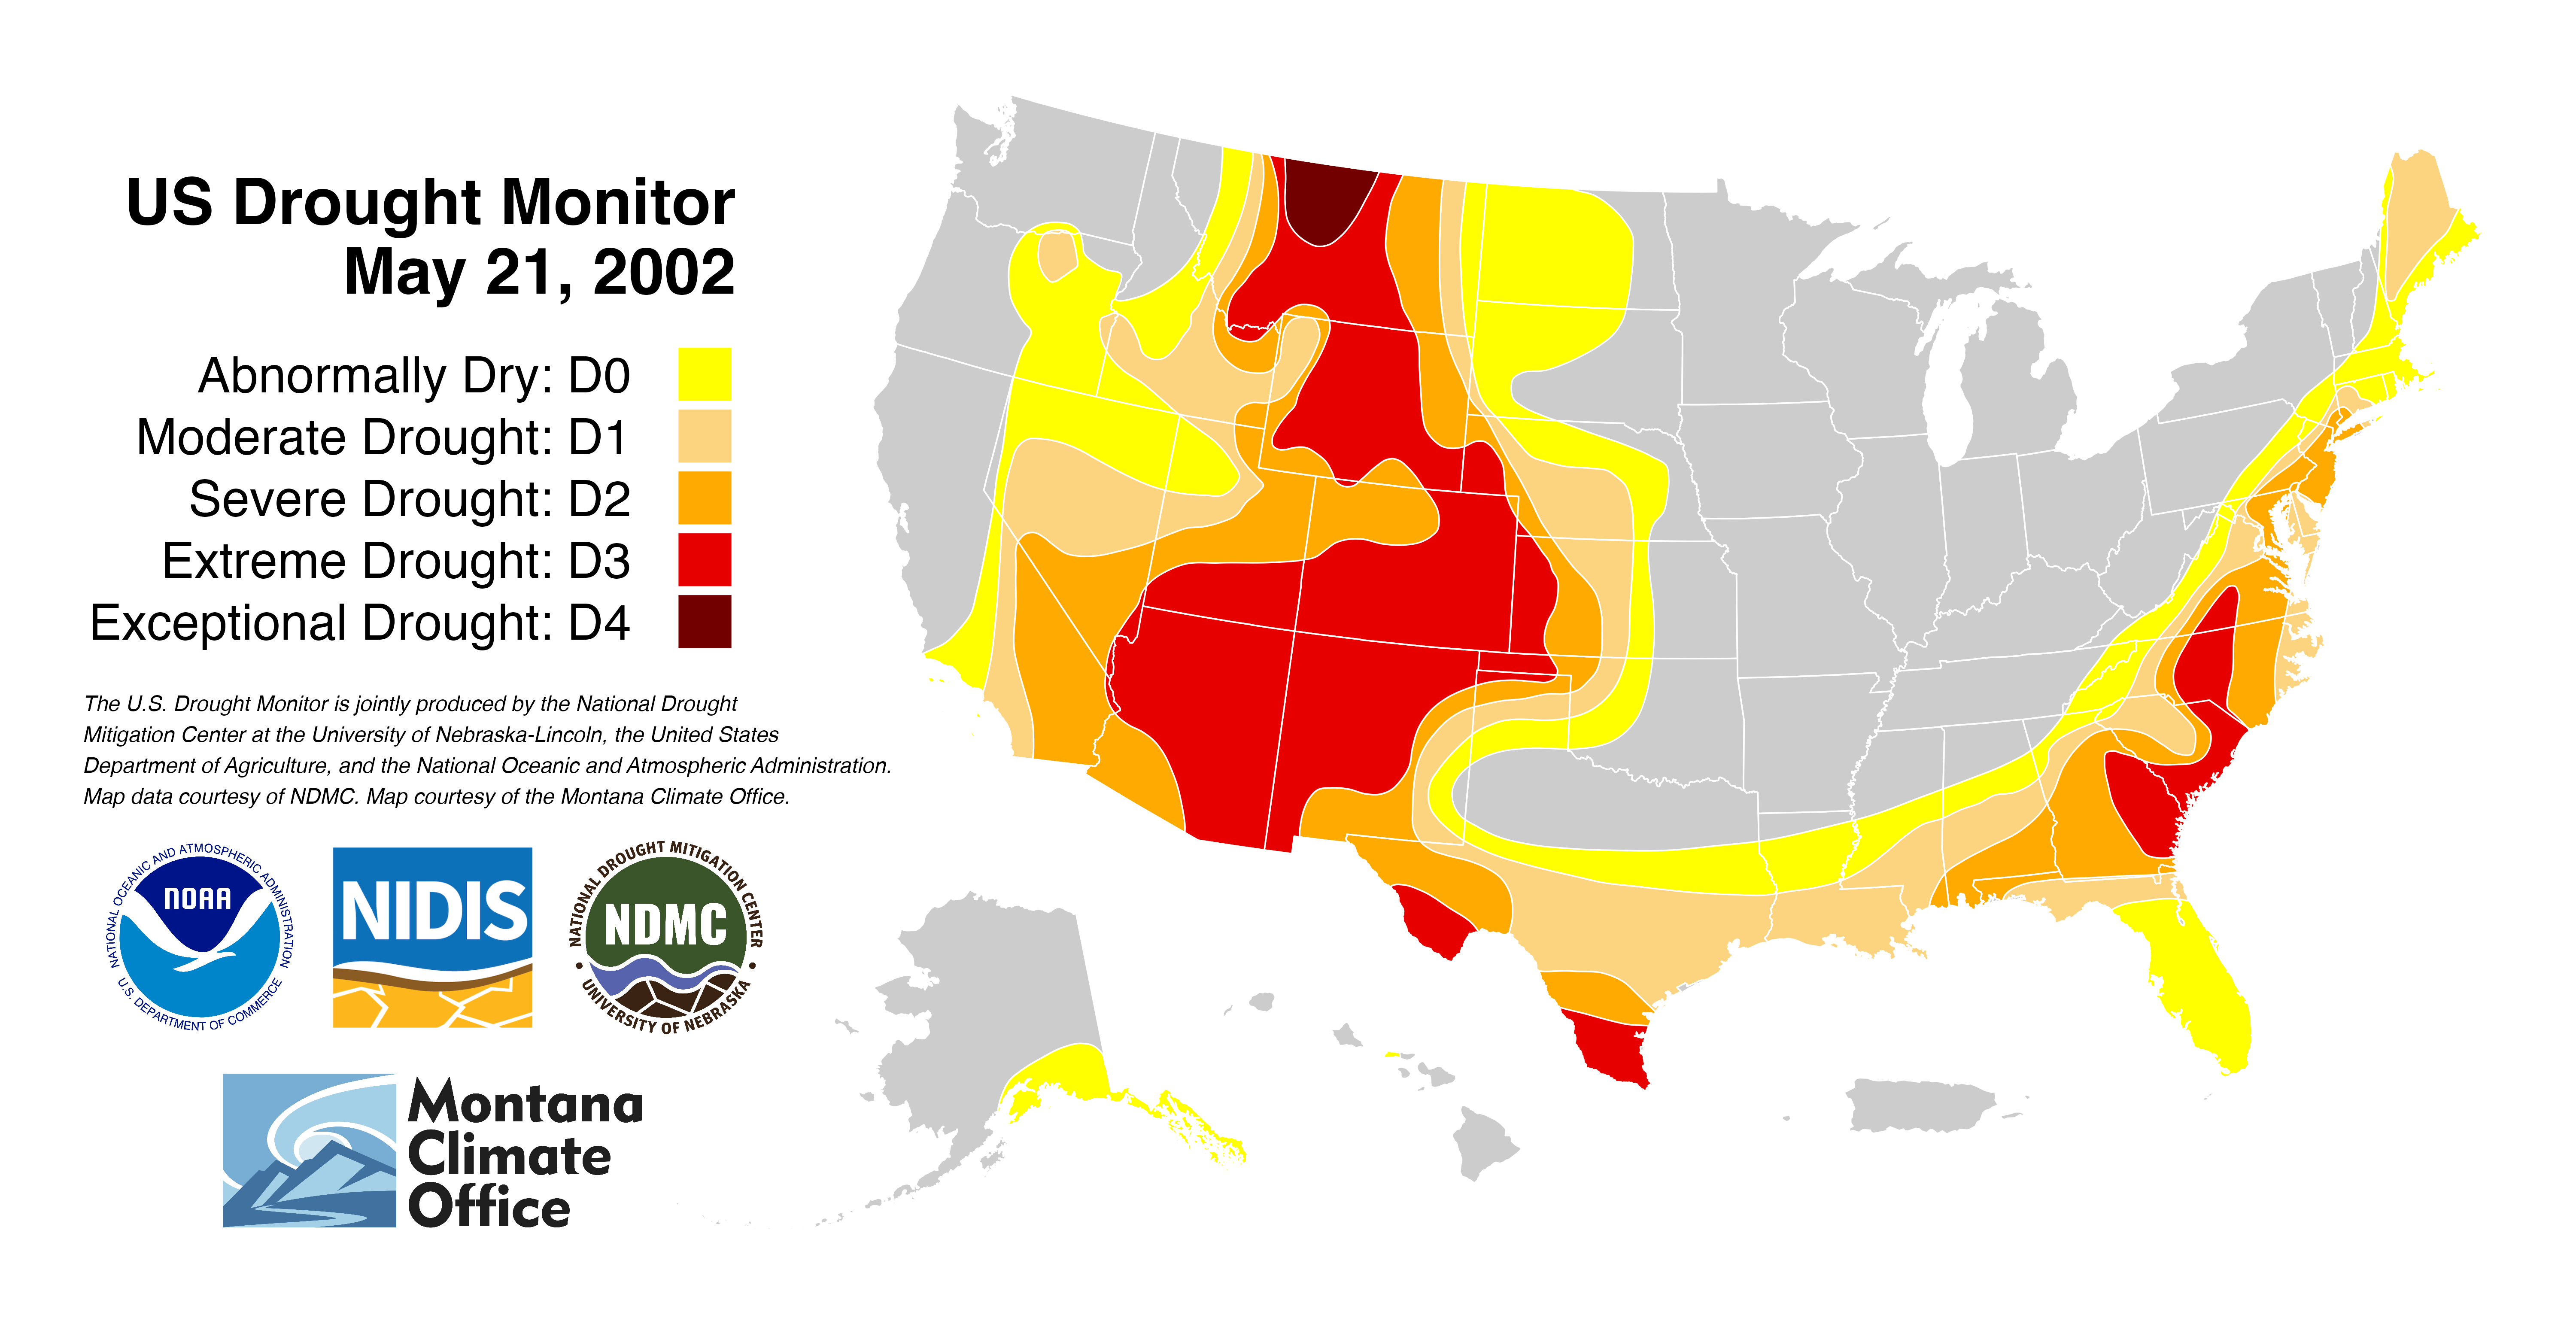 US Drought Monitor
May 21, 2002
Abnormally Dry: D0
Moderate Drought: D1
Severe Drought: D2
Extreme Drought: D3
Exceptional Drought: D4
The U.S. Drought Monitor is jointly produced by the National Drought
Mitigation Center at the University of Nebraska-Lincoln, the United States
Department of Agriculture, and the National Oceanic and Atmospheric Administration.
Map data courtesy of NDMC. Map courtesy of the Montana Climate Office.
NATIONAL OCEANIC AND ATMOSPHERIC ADMINISTRATION
NOAA
U.S. DEPARTMENT OF COMMERCE
NIDIS
NATIONAL DROUGHT MITIGATION CENTER
NDMC
UNIVERSITY OF NEBRASKA
Montana
Climate
Office